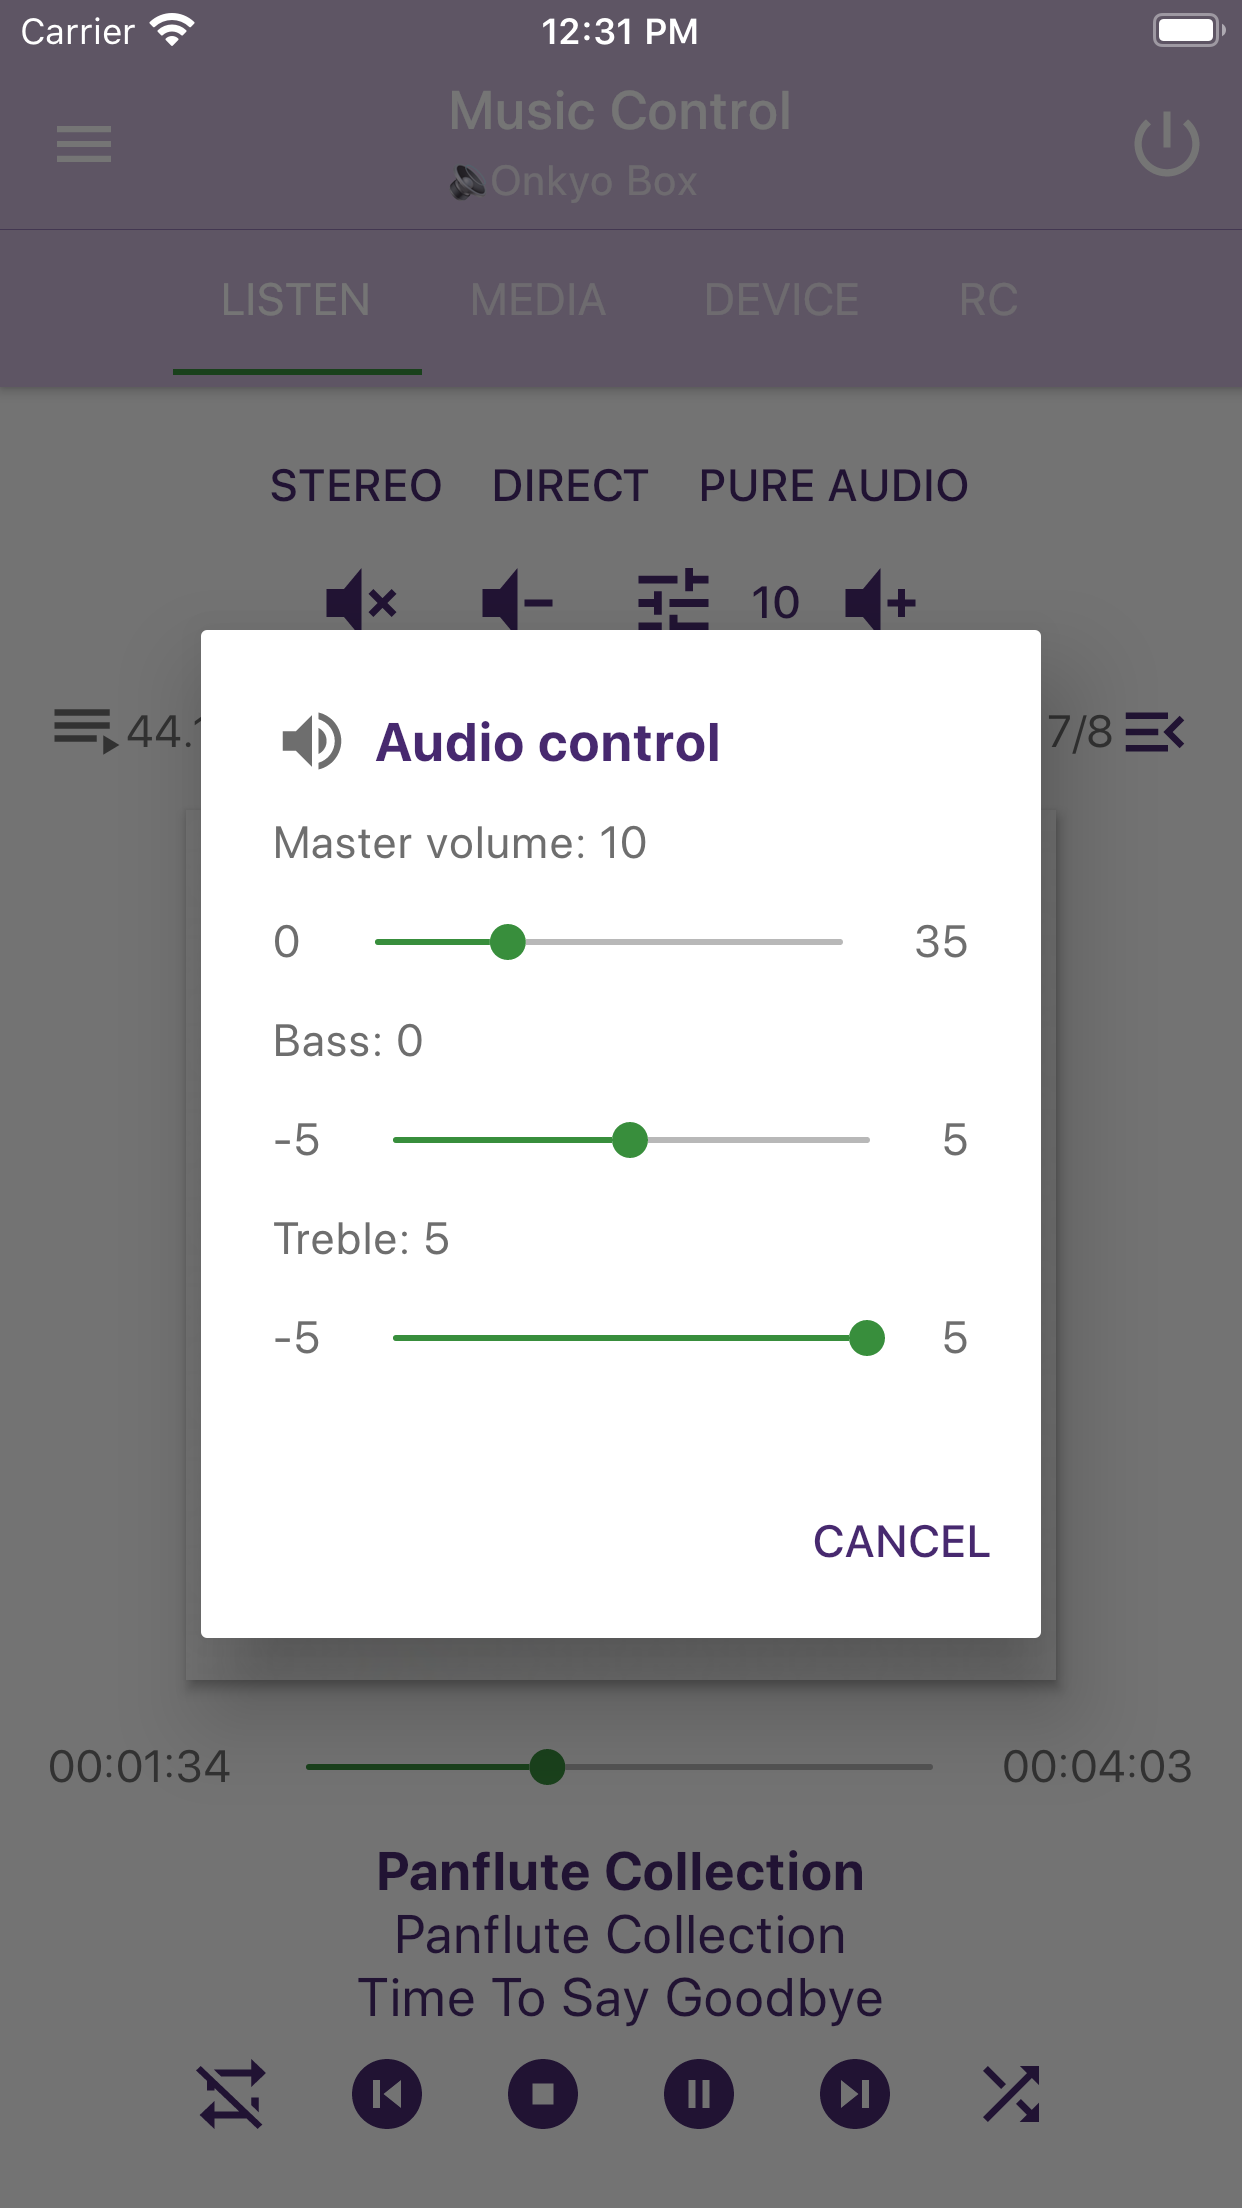 Carrier 12:31 PM
Music Control
Onkyo Box
LISTEN MEDIA DEVICE RC
STEREO DIRECT PURE AUDIO
10
44. 7/8
Audio control
Master volume: 10
0 35
Bass: 0
-5 5
Treble: 5
-5 5
CANCEL
00:01:34 00:04:03
Panflute Collection
Panflute Collection
Time To Say Goodbye